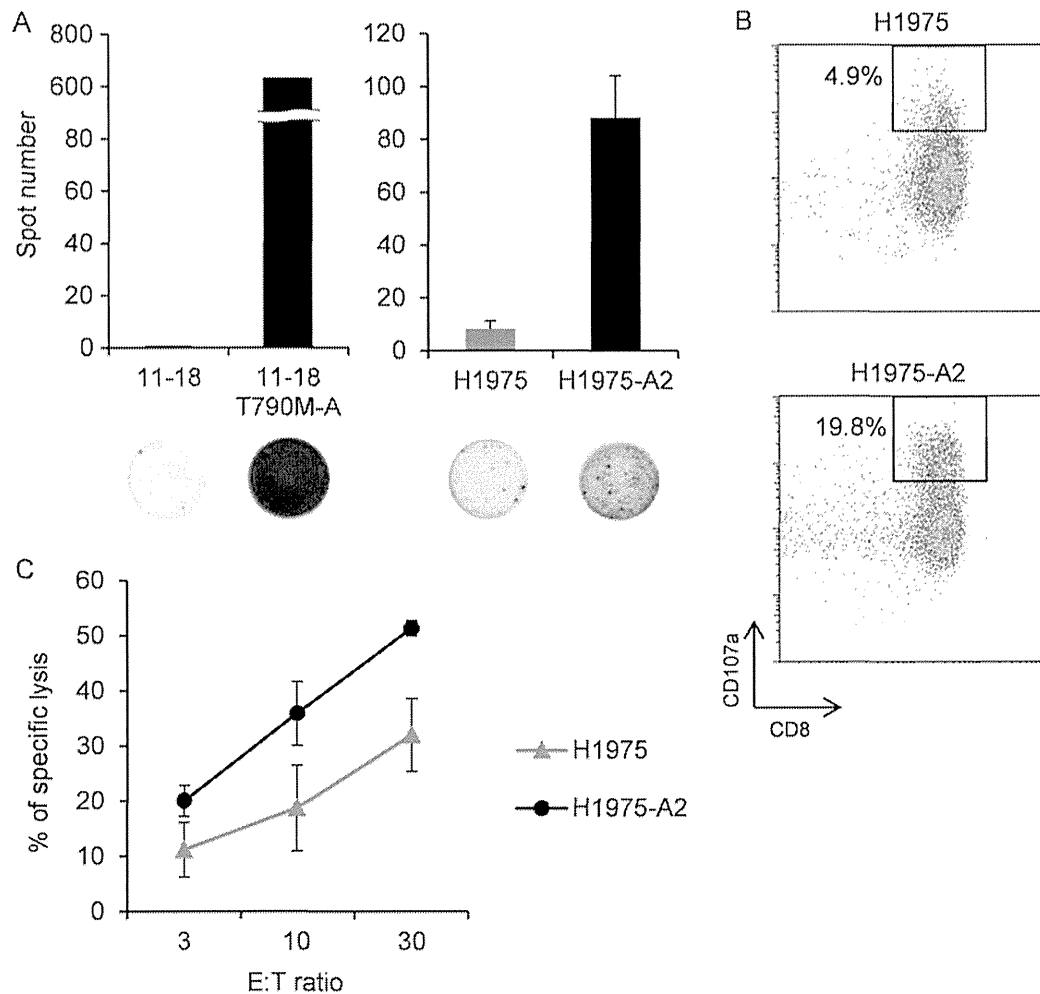 A
800
600
80
60
40
20
0
Spot number
11-18
11-18
T790M-A
120
100
80
60
40
20
0
H1975
H1975-A2
B
H1975
4.9%
H1975-A2
19.8%
CD107a
CD8
C
60
50
40
30
20
10
0
% of specific lysis
3
10
30
E:T ratio
H1975
H1975-A2